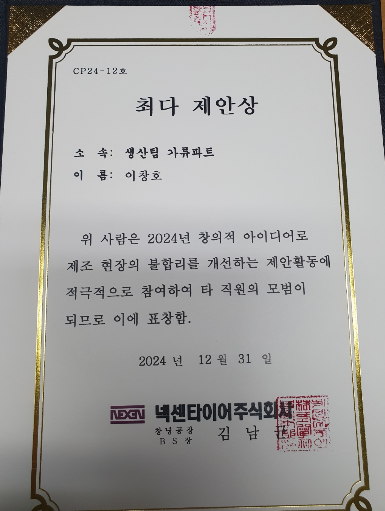 CP24-12호
최다 제안상
소 속: 생산팀 가류파트
이 름: 이창호
위 사람은 2024년 창의적 아이디어로
제조 현장의 불합리를 개선하는 제안활동에
적극적으로 참여하여 타 직원의 모범이
되므로 이에 표창함.
2024 년 12 월 31 일
NEXEN 넥센타이어주식회사
창녕공장
BS장 김남